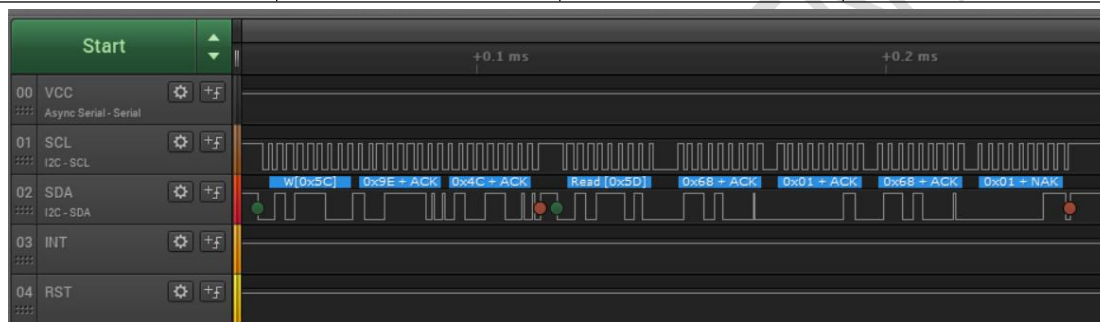 Start
+0.1 ms
+0.2 ms
00 VCC
Async Serial - Serial
01 SCL
I2C - SCL
W[0x5C] 0x9E + ACK 0x4C + ACK Read [0x5D] 0x68 + ACK 0x01 + ACK 0x68 + ACK 0x01 + NAK
02 SDA
I2C - SDA
03 INT
04 RST